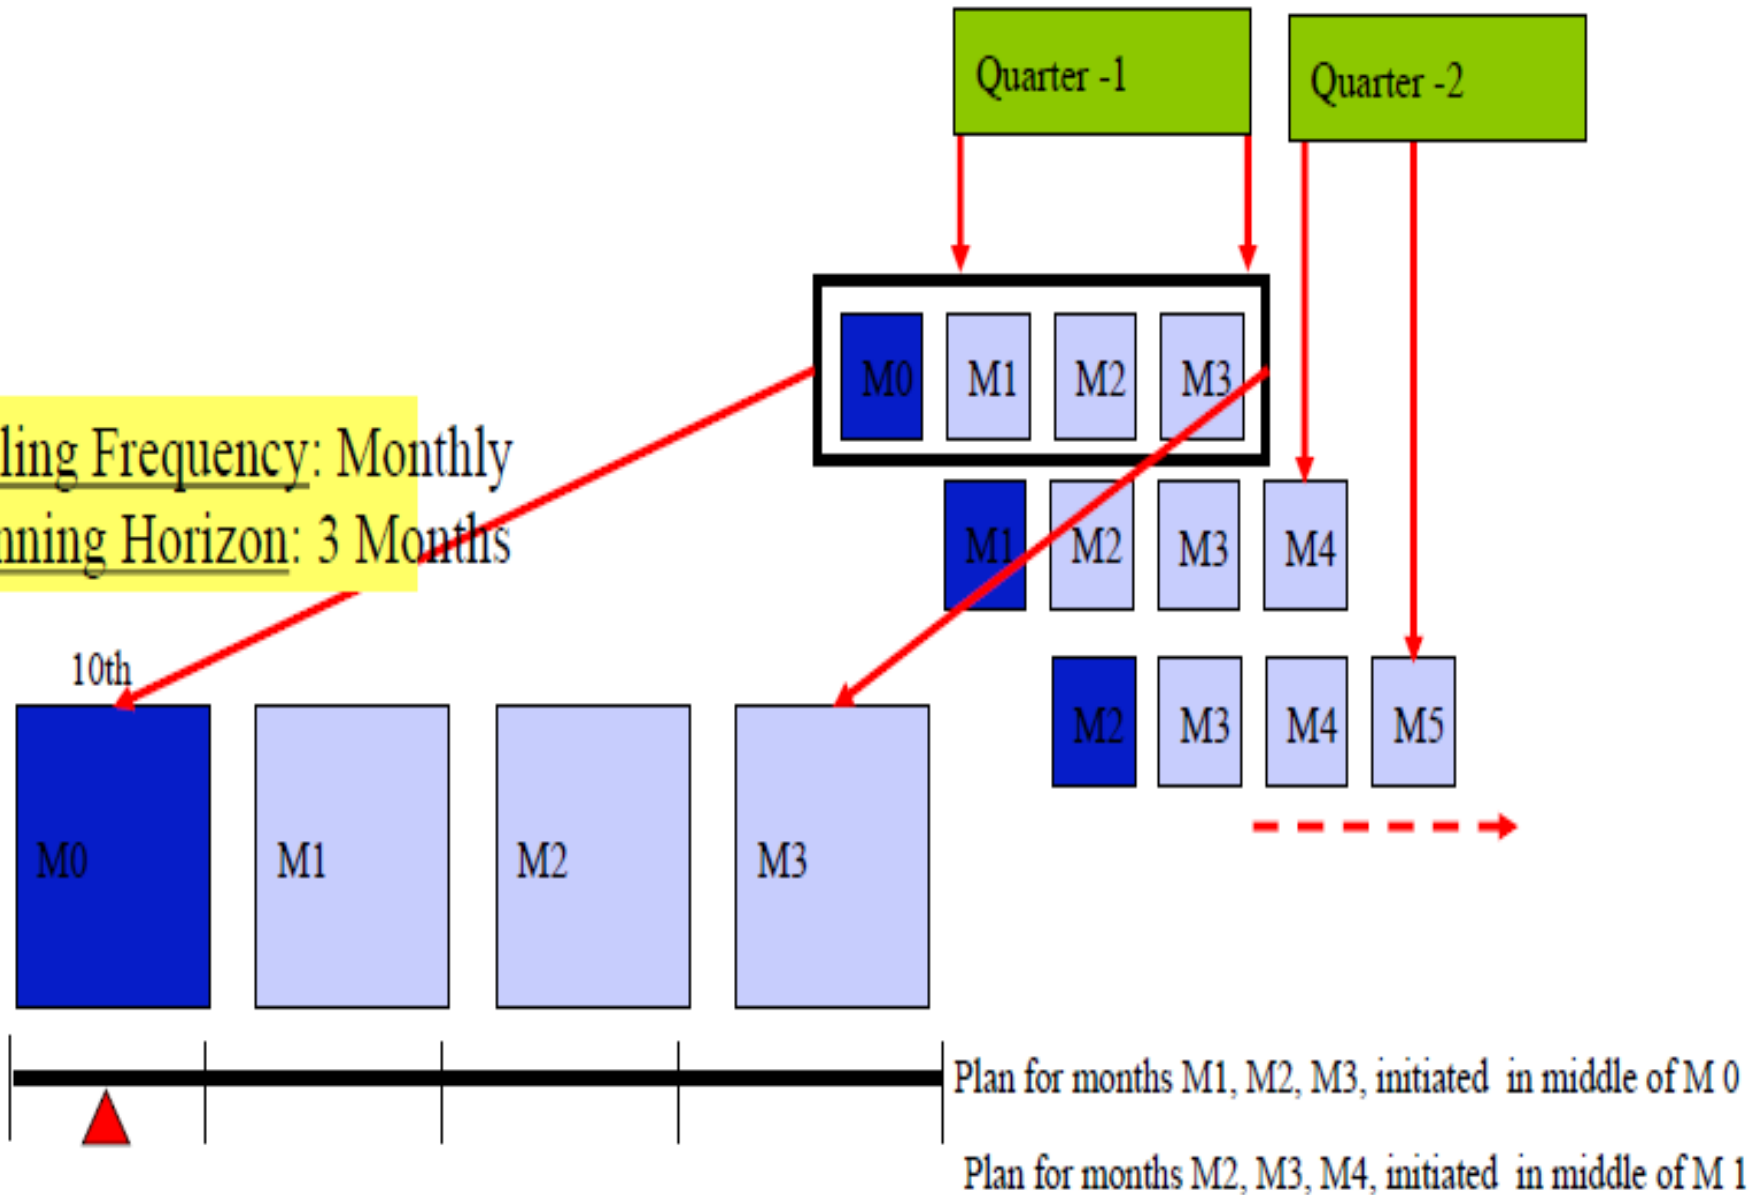 Quarter -1
Quarter -2
M0 M1 M2 M3
ling Frequency: Monthly
nning Horizon: 3 Months
M1 M2 M3 M4
10th
M2 M3 M4 M5
M0 M1 M2 M3
Plan for months M1, M2, M3, initiated in middle of M 0
Plan for months M2, M3, M4, initiated in middle of M 1